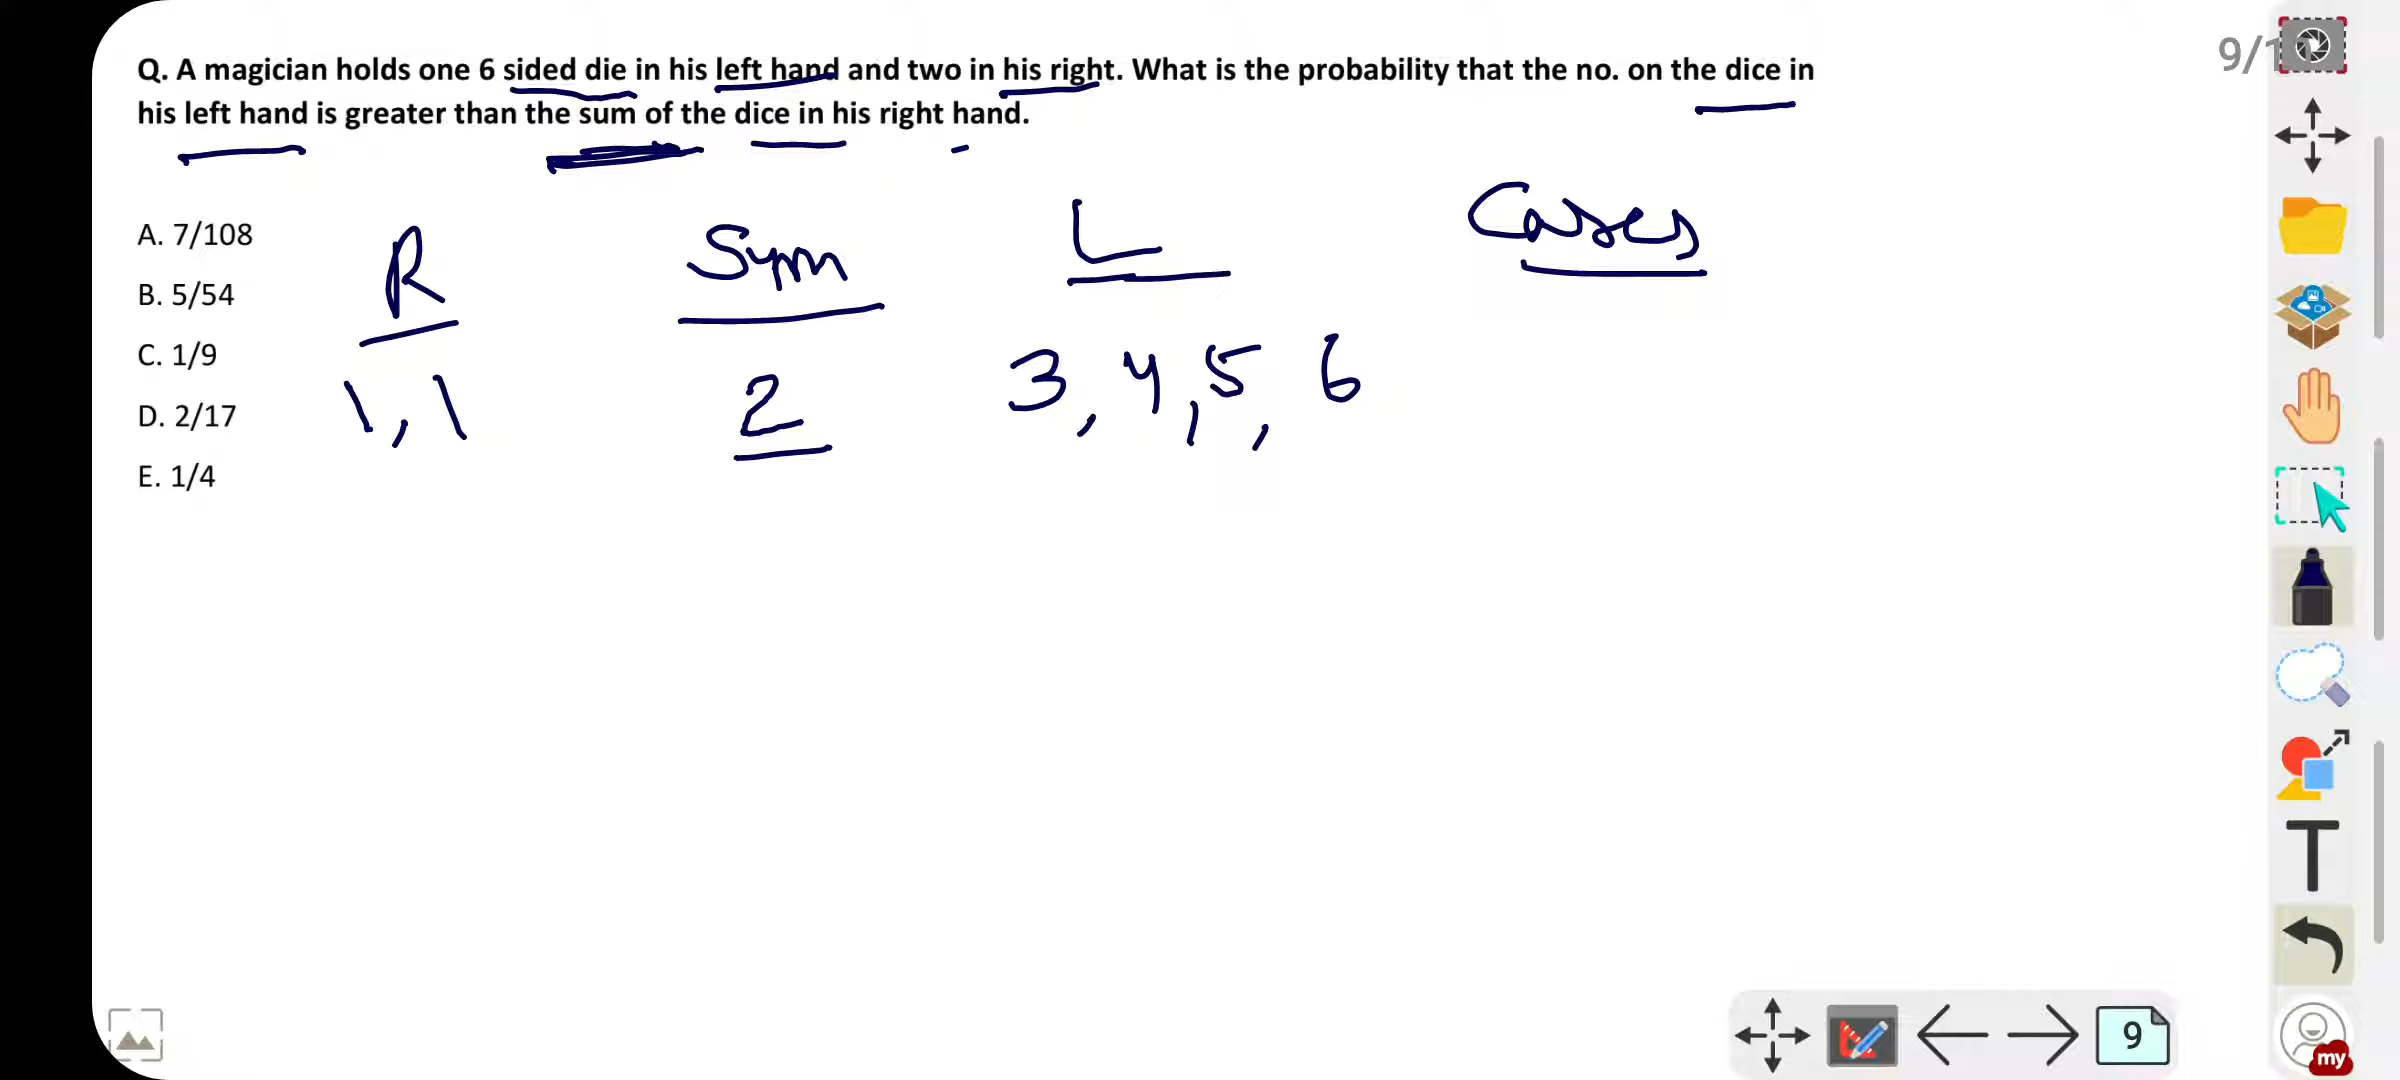 Q. A magician holds one 6 sided die in his left hand and two in his right. What is the probability that the no. on the dice in
his left hand is greater than the sum of the dice in his right hand.
A. 7/108
B. 5/54
C. 1/9
D. 2/17
E. 1/4
R Sum L Cases
1, 1 2 3, 4, 5, 6
T
9
my